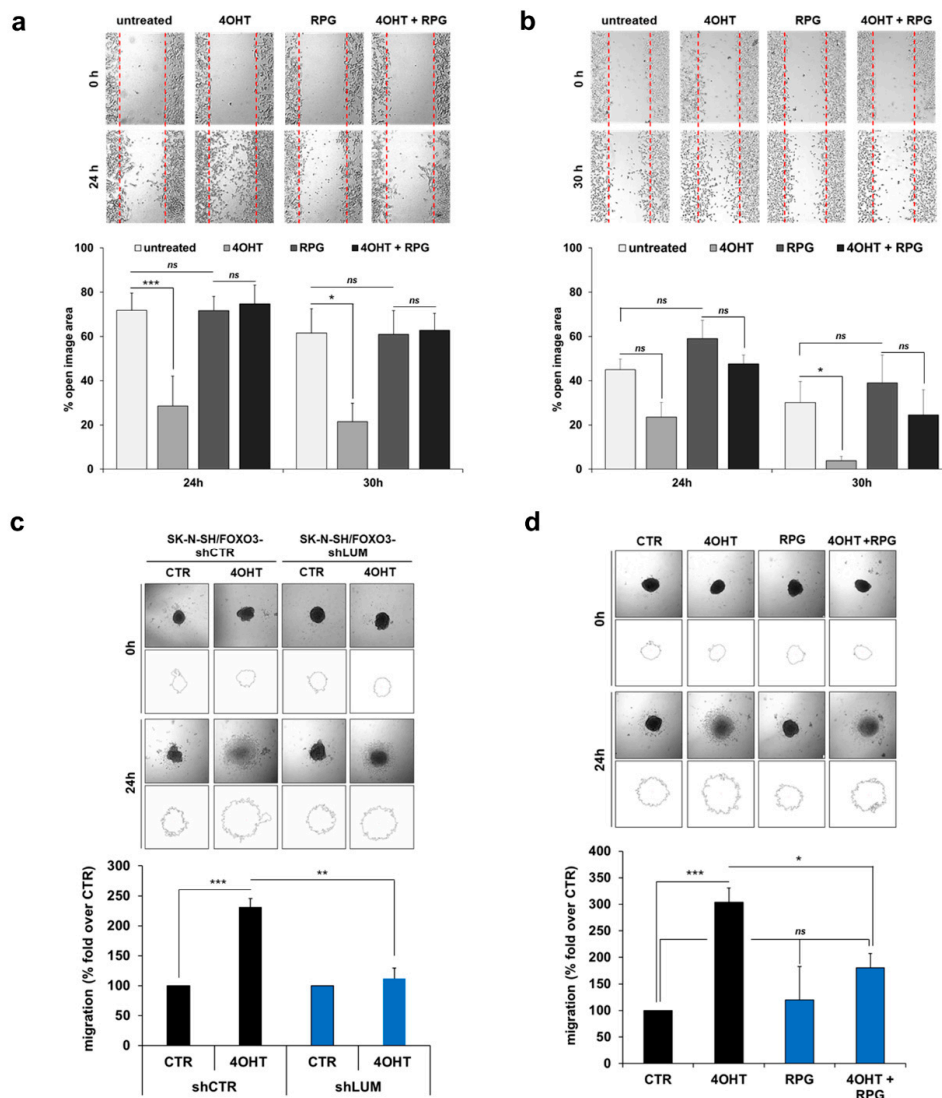 a
untreated 4OHT RPG 4OHT + RPG
0 h
24h
100
80
60
40
20
0
% open image area
untreated 4OHT RPG 4OHT + RPG
ns
***
ns
ns
*
ns
24h 30h
b
untreated 4OHT RPG 4OHT + RPG
0 h
30h
100
80
60
40
20
0
% open image area
untreated 4OHT RPG 4OHT + RPG
ns
ns
ns
ns
*
ns
24h 30h
c
SK-N-SH/FOXO3- SK-N-SH/FOXO3-
shCTR shLUM
CTR 4OHT CTR 4OHT
0h
24h
300
250
200
150
100
50
0
migration (% fold over CTR)
*** **
CTR 4OHT CTR 4OHT
shCTR shLUM
d
CTR 4OHT RPG 4OHT +RPG
0h
24h
400
350
300
250
200
150
100
50
0
migration (% fold over CTR)
*** *
ns
CTR 4OHT RPG 4OHT +
RPG